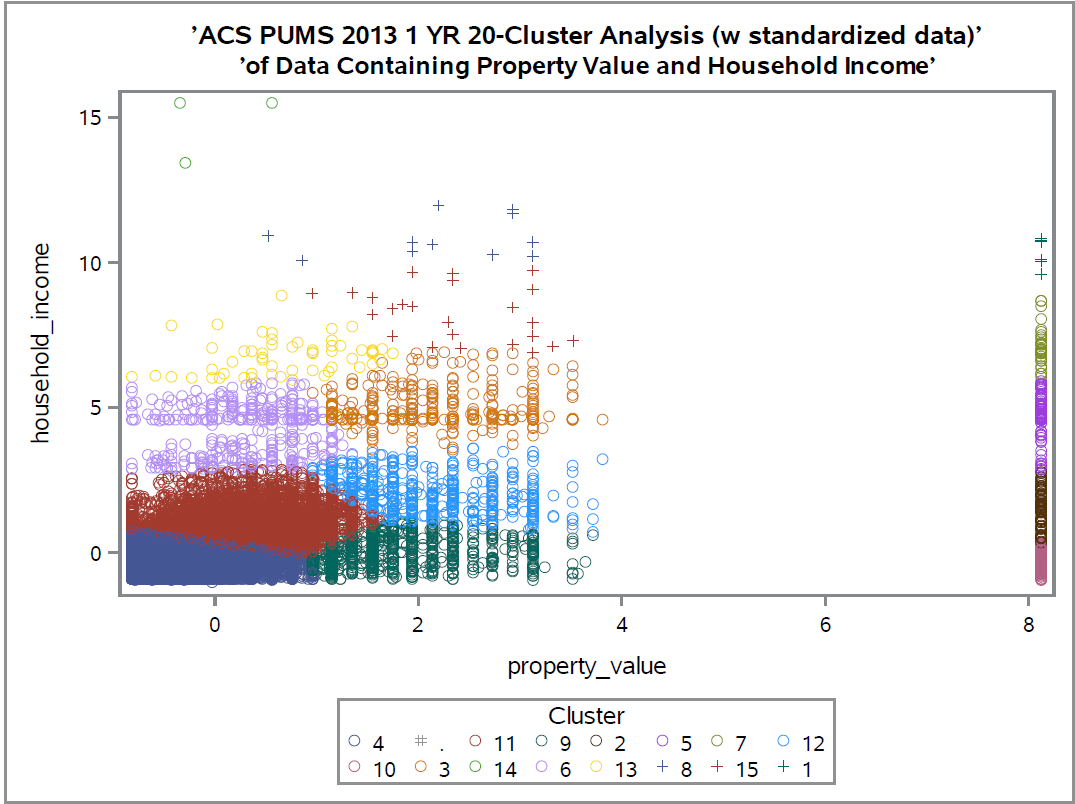 ’ACS PUMS 2013 1 YR 20-Cluster Analysis (w standardized data)’
’of Data Containing Property Value and Household Income’
15
10
5
0
household_income
0 2 4 6 8
property_value
Cluster
4 . 11 9 2 5 7 12
10 3 14 6 13 8 15 1